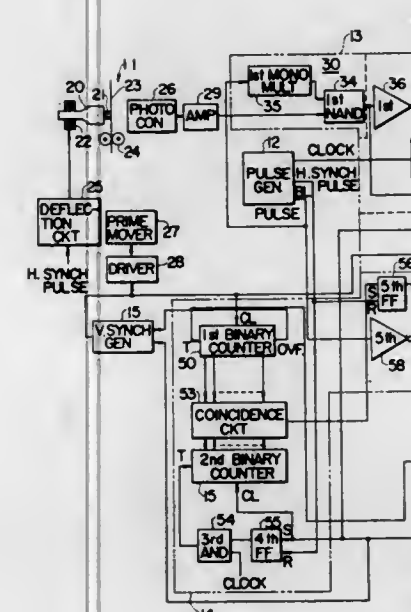 13
11
20
21
23
26
29
1st MONO
MULT
30
34
36
PHOTO
CON
AMP
35
1st
NAND
1st
22
24
12
CLOCK
25
PULSE
GEN.
H. SYNCH
PULSE
B
PULSE
DEFLEC-
TION
CKT
PRIME
MOVER
27
DRIVER
28
56
H. SYNCH
PULSE
S
5th
FF
R
15
V. SYNCH
GEN
CL
T
1st BINARY
COUNTER
OVF.
50
5th
58
53
COINCIDENCE
CKT
T
2nd BINARY
COUNTER
15
CL
54
55
S
3rd
AND
4th
FF
R
CLOCK
14